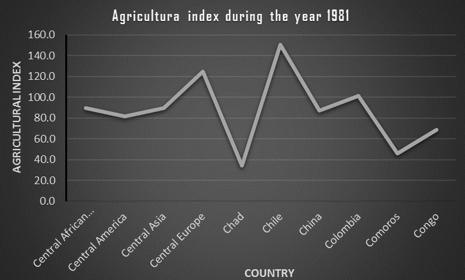 Agricultura index during the year 1981
160.0
140.0
120.0
100.0
80.0
60.0
40.0
20.0
0.0
AGRICULTURALINDEX
Central African...
Central America
Central Asia
Central Europe
Chad
Chile
China
Colombia
Comoros
Congo
COUNTRY